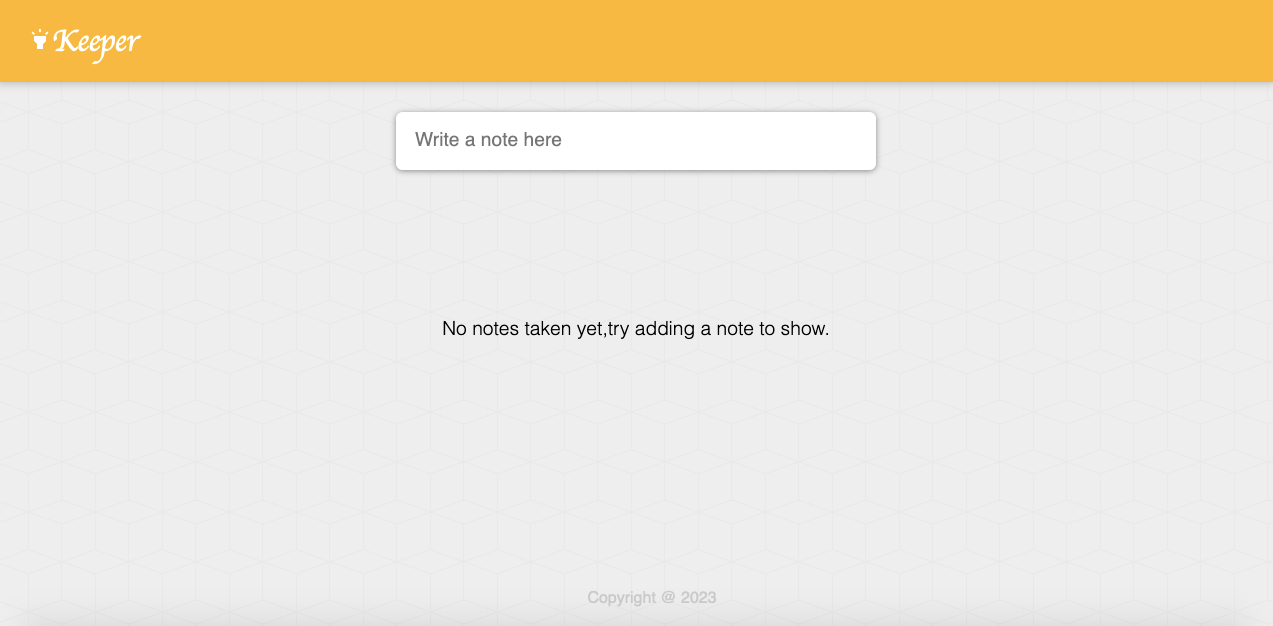 Keeper
Write a note here
No notes taken yet,try adding a note to show.
Copyright @ 2023